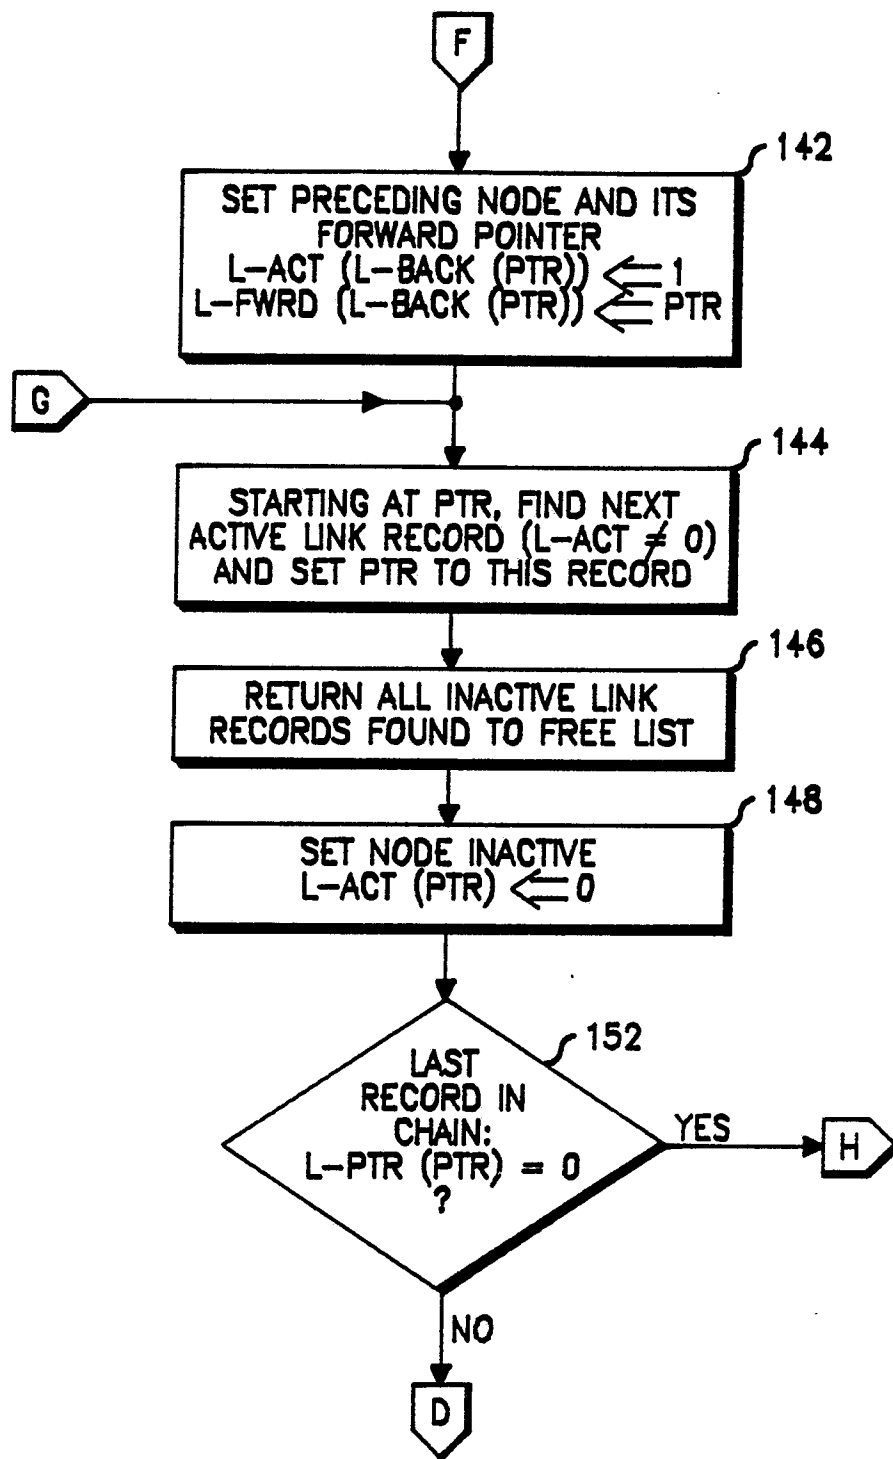 F
142
SET PRECEDING NODE AND ITS
FORWARD POINTER
L-ACT (L-BACK (PTR)) ⇐ 1
L-FWRD (L-BACK (PTR)) ⇐ PTR
G
144
STARTING AT PTR, FIND NEXT
ACTIVE LINK RECORD (L-ACT ≠ 0)
AND SET PTR TO THIS RECORD
146
RETURN ALL INACTIVE LINK
RECORDS FOUND TO FREE LIST
148
SET NODE INACTIVE
L-ACT (PTR) ⇐ 0
152
LAST
RECORD IN
CHAIN:
L-PTR (PTR) = 0
?
YES
H
NO
D